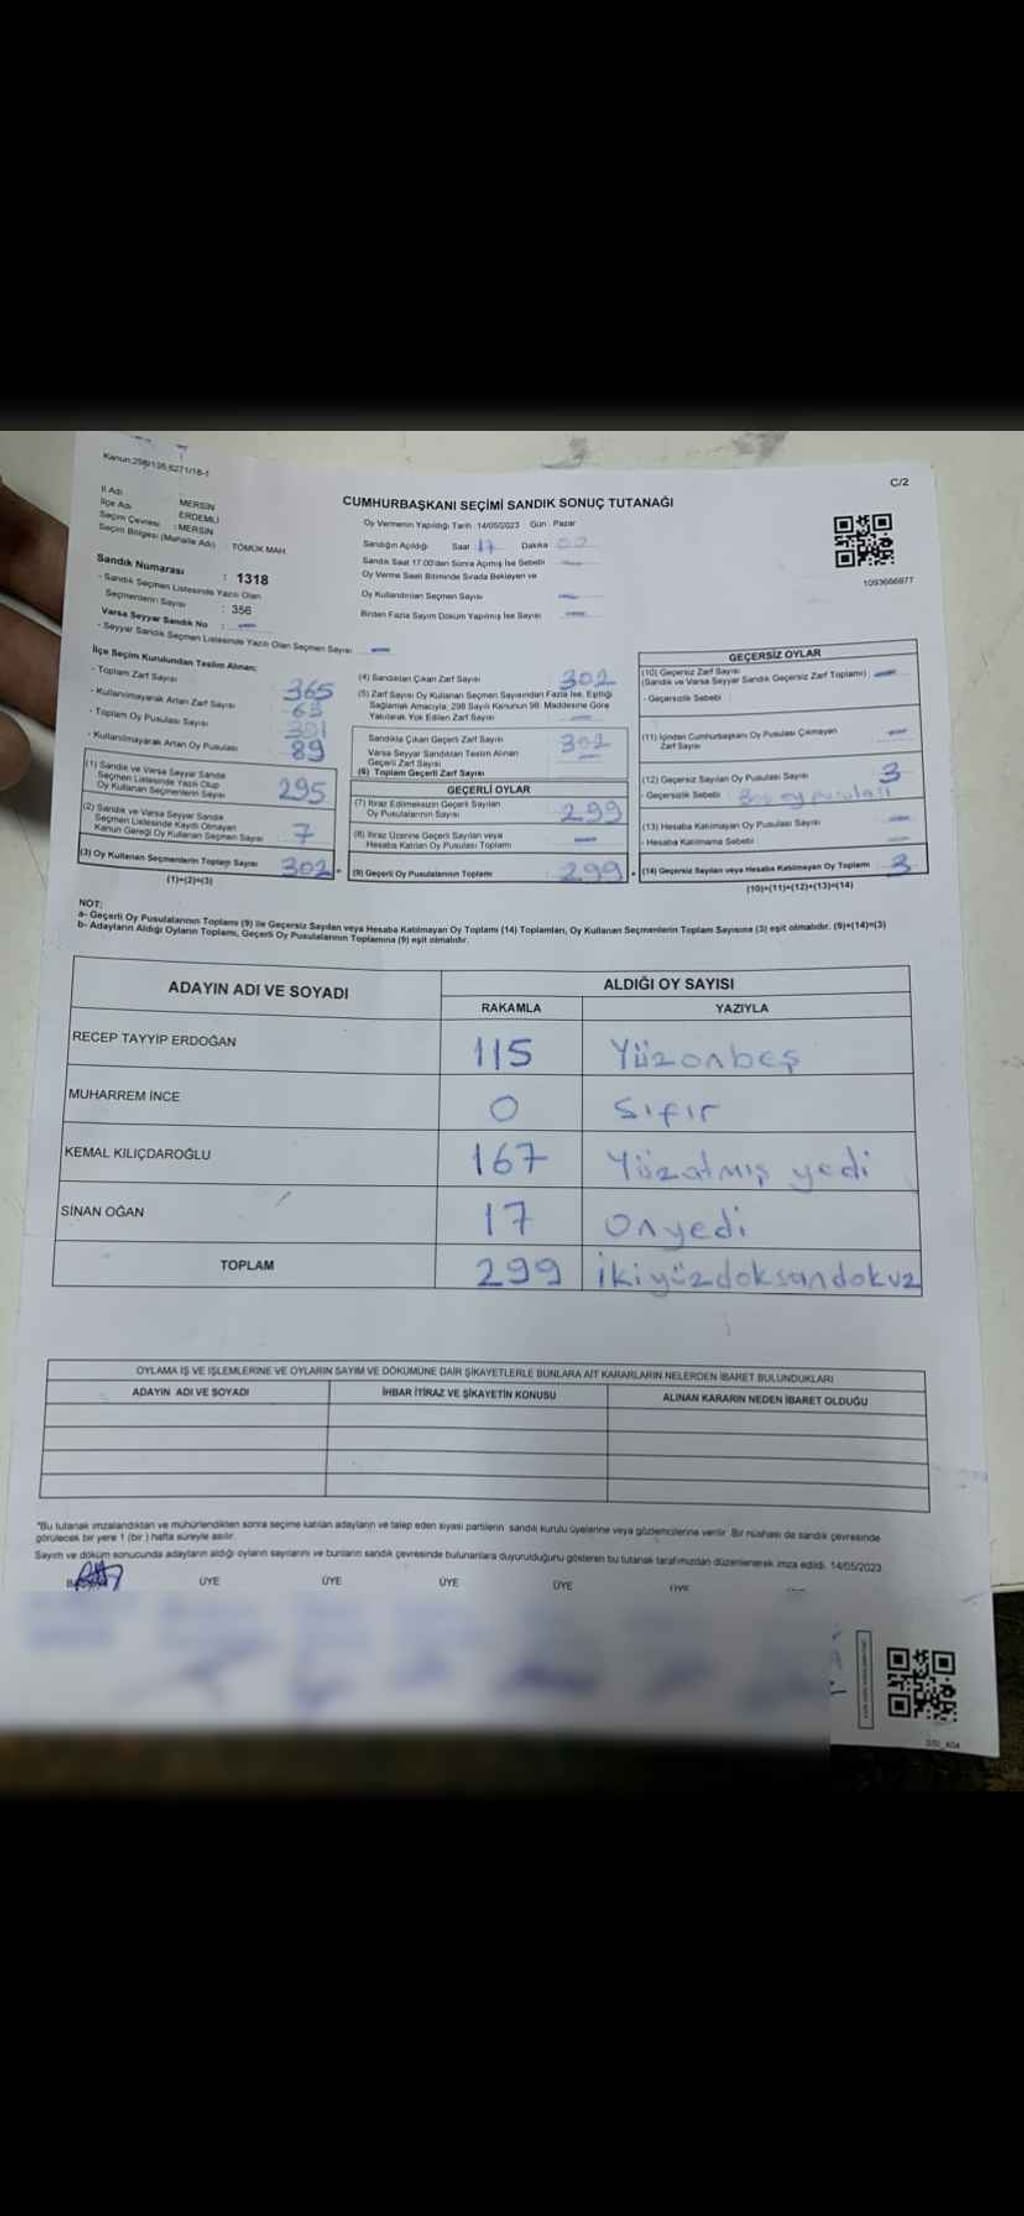 Kanun:298/105,6271/18-1
C/2
İl Adı : MERSİN
İlçe Adı : ERDEMLİ
Seçim Çevresi : MERSİN
Seçim Bölgesi (Mahalle Adı) : TÖMÜK MAH.
CUMHURBAŞKANI SEÇİMİ SANDIK SONUÇ TUTANAĞI
Oy Vermenin Yapıldığı Tarih : 14/05/2023 Gün : Pazar
Sandığın Açıldığı Saat 17 Dakika 00
Sandık Saat 17.00'den Sonra Açılmış İse Sebebi
Oy Verme Saati Bitiminde Sırada Bekleyen ve
Oy Kullandırılan Seçmen Sayısı
Birden Fazla Sayım Döküm Yapılmış İse Sayısı
1093666877
Sandık Numarası : 1318
- Sandık Seçmen Listesinde Yazılı Olan
Seçmenlerin Sayısı : 356
Varsa Seyyar Sandık No : —
- Seyyar Sandık Seçmen Listesinde Yazılı Olan Seçmen Sayısı —
İlçe Seçim Kurulundan Teslim Alınan;
- Toplam Zarf Sayısı 365
- Kullanılmayarak Artan Zarf Sayısı
- Toplam Oy Pusulası Sayısı
- Kullanılmayarak Artan Oy Pusulası 89
(1) Sandık ve Varsa Seyyar Sandık
Seçmen Listesinde Yazılı Olup
Oy Kullanan Seçmenlerin Sayısı 295
(2) Sandık ve Varsa Seyyar Sandık
Seçmen Listesinde Kayıtlı Olmayan
Kanun Gereği Oy Kullanan Seçmen Sayısı 7
(3) Oy Kullanan Seçmenlerin Toplam Sayısı 302
(1)+(2)=(3)
(4) Sandıktan Çıkan Zarf Sayısı 302
(5) Zarf Sayısı Oy Kullanan Seçmen Sayısından Fazla İse, Eşitliği
Sağlamak Amacıyla, 298 Sayılı Kanunun 98. Maddesine Göre
Yakılarak Yok Edilen Zarf Sayısı —
Sandıkta Çıkan Geçerli Zarf Sayısı 302
Varsa Seyyar Sandıktan Teslim Alınan
Geçerli Zarf Sayısı —
(6) Toplam Geçerli Zarf Sayısı
GEÇERLİ OYLAR
(7) İtiraz Edilmeksizin Geçerli Sayılan
Oy Pusulalarının Sayısı 299
(8) İtiraz Üzerine Geçerli Sayılan veya
Hesaba Katılan Oy Pusulası Toplamı —
(9) Geçerli Oy Pusulalarının Toplamı 299
GEÇERSİZ OYLAR
(10) Geçersiz Zarf Sayısı
(Sandık ve Varsa Seyyar Sandık Geçersiz Zarf Toplamı) —
- Geçersizlik Sebebi
(11) İçinden Cumhurbaşkanı Oy Pusulası Çıkmayan
Zarf Sayısı —
(12) Geçersiz Sayılan Oy Pusulası Sayısı 3
- Geçersizlik Sebebi Boş oy pusulası
(13) Hesaba Katılmayan Oy Pusulası Sayısı —
- Hesaba Katılmama Sebebi —
(14) Geçersiz Sayılan veya Hesaba Katılmayan Oy Toplamı 3
(10)+(11)+(12)+(13)=(14)
NOT:
a- Geçerli Oy Pusulalarının Toplamı (9) ile Geçersiz Sayılan veya Hesaba Katılmayan Oy Toplamı (14) Toplamları, Oy Kullanan Seçmenlerin Toplam Sayısına (3) eşit olmalıdır. (9)+(14)=(3)
b- Adayların Aldığı Oyların Toplamı, Geçerli Oy Pusulalarının Toplamına (9) eşit olmalıdır.
ADAYIN ADI VE SOYADI
ALDIĞI OY SAYISI
RAKAMLA YAZIYLA
RECEP TAYYİP ERDOĞAN 115 Yüzonbeş
MUHARREM İNCE 0 Sıfır
KEMAL KILIÇDAROĞLU 167 Yüzatmış yedi
SİNAN OĞAN 17 Onyedi
TOPLAM 299 İkiyüzdoksandokuz
OYLAMA İŞ VE İŞLEMLERİNE VE OYLARIN SAYIM VE DÖKÜMÜNE DAİR ŞİKAYETLERLE BUNLARA AİT KARARLARIN NELERDEN İBARET BULUNDUKLARI
ADAYIN ADI VE SOYADI İHBAR İTİRAZ VE ŞİKAYETİN KONUSU ALINAN KARARIN NEDEN İBARET OLDUĞU
"Bu tutanak imzalandıktan ve mühürlendikten sonra seçime katılan adayların ve talep eden siyasi partilerin sandık kurulu üyelerine veya gözlemcilerine verilir. Bir nüshası da sandık çevresinde
görülecek bir yere 1 (bir ) hafta süreyle asılır.
Sayım ve döküm sonucunda adayların aldığı oyların sayılarını ve bunların sandık çevresinde bulunanlara duyurulduğunu gösteren bu tutanak tarafımızdan düzenlenerek imza edildi. 14/05/2023
ÜYE ÜYE ÜYE ÜYE ÜYE